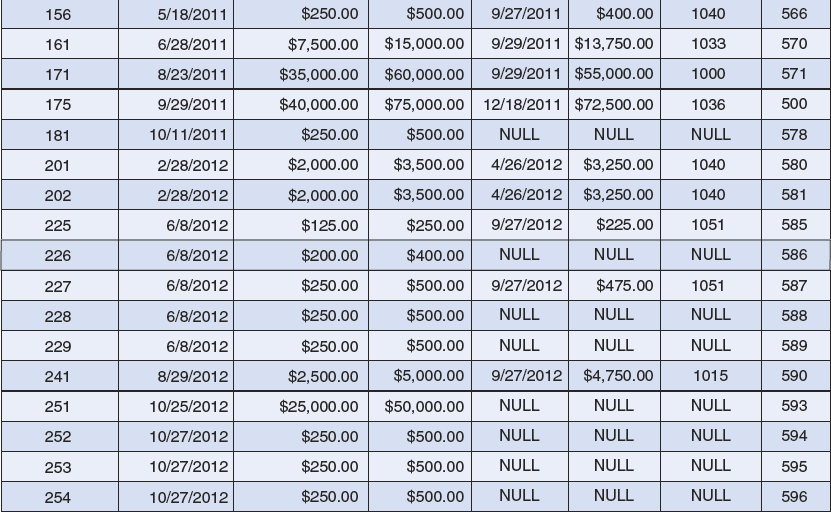 156 5/18/2011 $250.00 $500.00 9/27/2011 $400.00 1040 566
161 6/28/2011 $7,500.00 $15,000.00 9/29/2011 $13,750.00 1033 570
171 8/23/2011 $35,000.00 $60,000.00 9/29/2011 $55,000.00 1000 571
175 9/29/2011 $40,000.00 $75,000.00 12/18/2011 $72,500.00 1036 500
181 10/11/2011 $250.00 $500.00 NULL NULL NULL 578
201 2/28/2012 $2,000.00 $3,500.00 4/26/2012 $3,250.00 1040 580
202 2/28/2012 $2,000.00 $3,500.00 4/26/2012 $3,250.00 1040 581
225 6/8/2012 $125.00 $250.00 9/27/2012 $225.00 1051 585
226 6/8/2012 $200.00 $400.00 NULL NULL NULL 586
227 6/8/2012 $250.00 $500.00 9/27/2012 $475.00 1051 587
228 6/8/2012 $250.00 $500.00 NULL NULL NULL 588
229 6/8/2012 $250.00 $500.00 NULL NULL NULL 589
241 8/29/2012 $2,500.00 $5,000.00 9/27/2012 $4,750.00 1015 590
251 10/25/2012 $25,000.00 $50,000.00 NULL NULL NULL 593
252 10/27/2012 $250.00 $500.00 NULL NULL NULL 594
253 10/27/2012 $250.00 $500.00 NULL NULL NULL 595
254 10/27/2012 $250.00 $500.00 NULL NULL NULL 596